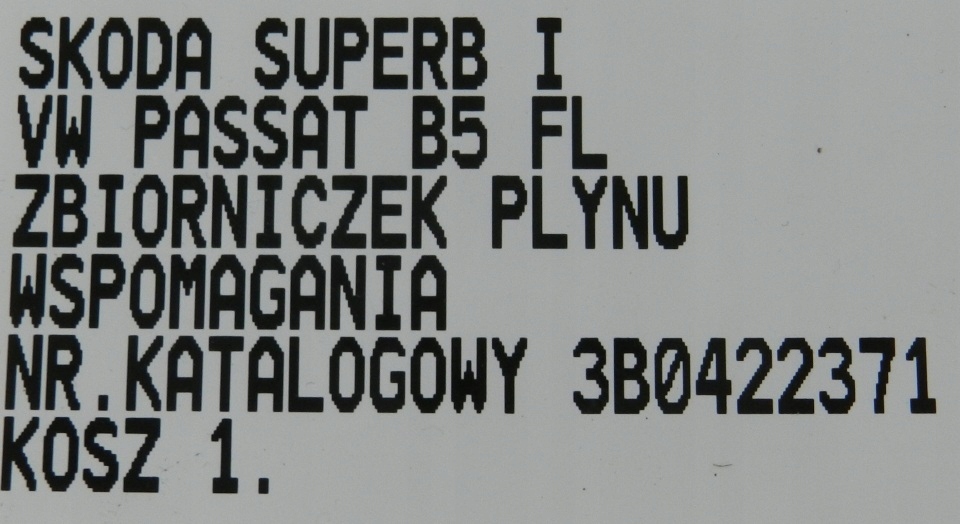 SKODA SUPERB I
VW PASSAT B5 FL
ZBIORNICZEK PLYNU
WSPOMAGANIA
NR.KATALOGOWY 3B0422371
KOSZ 1.